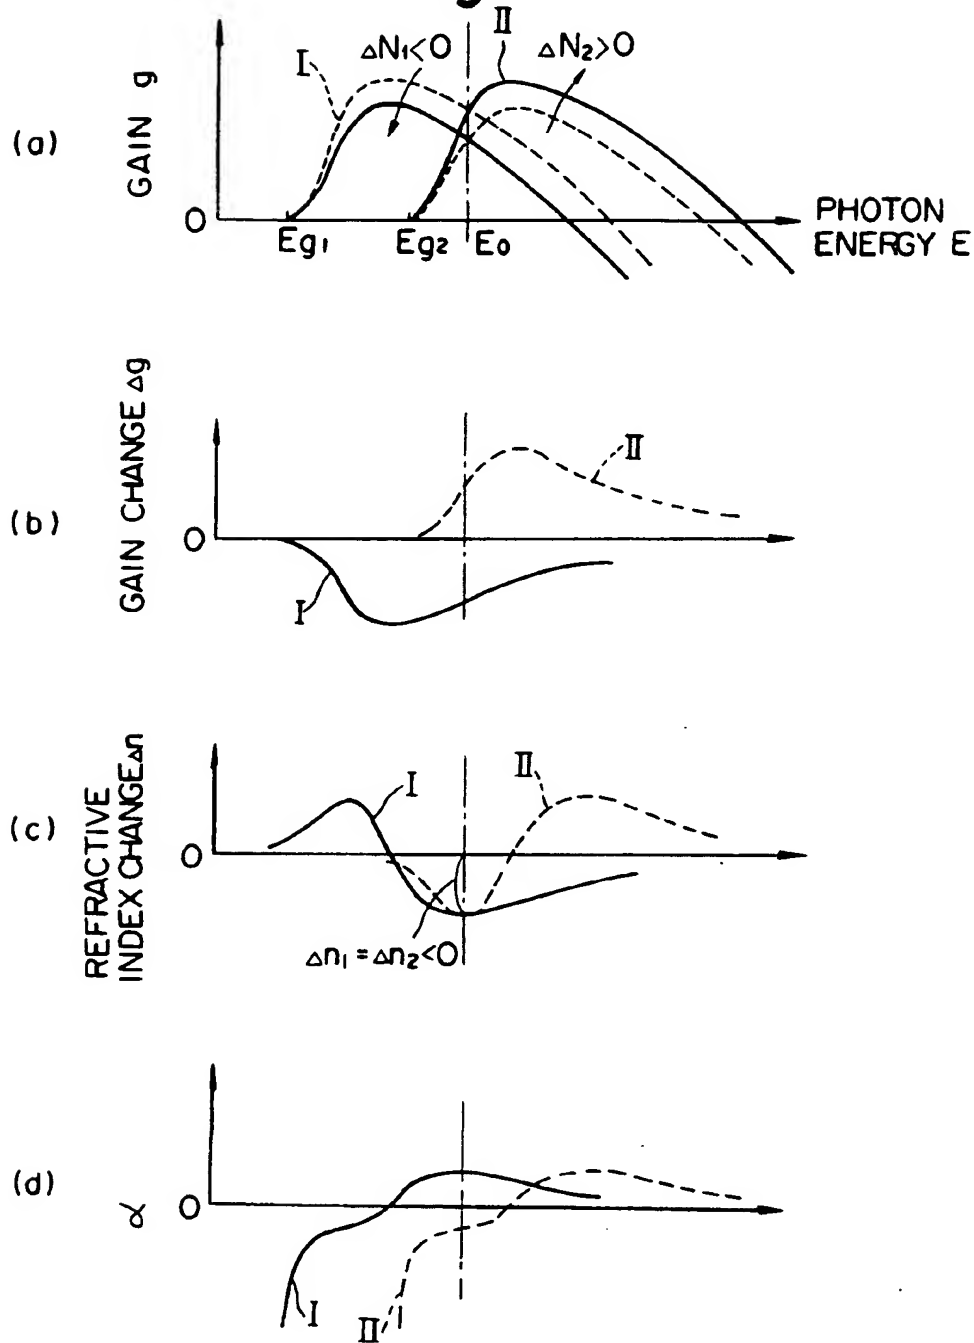 (a)
GAIN g
I
ΔN₁<0
II
ΔN₂>0
0
Eg₁
Eg₂
E₀
PHOTON
ENERGY E
(b)
GAIN CHANGE Δg
0
II
I
(c)
REFRACTIVE
INDEX CHANGE Δn
0
I
II
Δn₁=Δn₂<0
(d)
α
0
I
II